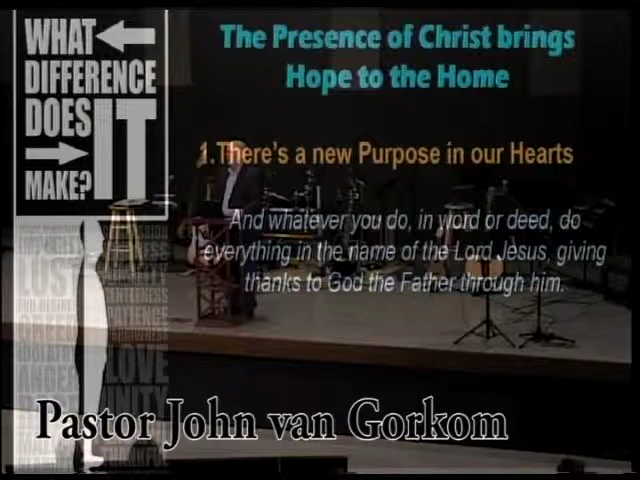 WHAT
DIFFERENCE
DOES
IT
MAKE?
The Presence of Christ brings
Hope to the Home
1.There's a new Purpose in our Hearts
And whatever you do, in word or deed, do
everything in the name of the Lord Jesus, giving
thanks to God the Father through him.
LOST
ANGER
LOVE
UNITY
Pastor John van Gorkom